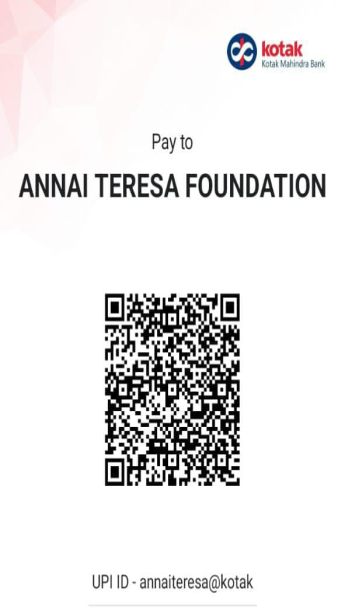 kotak
Kotak Mahindra Bank
Pay to
ANNAI TERESA FOUNDATION
UPI ID - annaiteresa@kotak